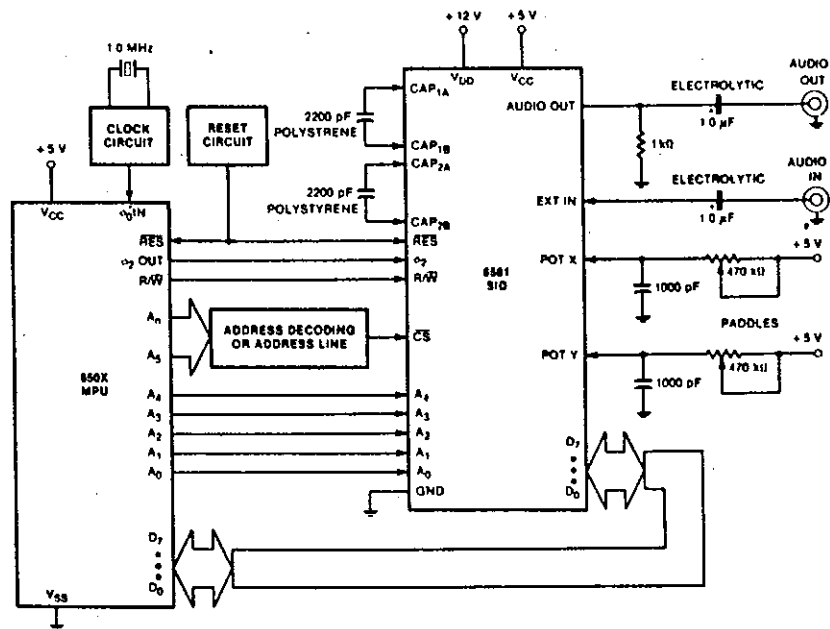 + 12 V
+ 5 V
1.0 MHz
CLOCK
CIRCUIT
RESET
CIRCUIT
+ 5 V
2200 pF
POLYSTRENE
2200 pF
POLYSTYRENE
VCC
ø0 IN
RES
ø2 OUT
R/W
An
A5
650X
MPU
A4
A3
A2
A1
A0
D7
D0
VSS
ADDRESS DECODING
OR ADDRESS LINE
VDD
VCC
CAP1A
CAP1B
CAP2A
CAP2B
RES
ø2
R/W
CS
A4
A3
A2
A1
A0
GND
6581
SID
AUDIO OUT
EXT IN
POT X
POT Y
D7
D0
ELECTROLYTIC
+
1.0 µF
1 kΩ
AUDIO
OUT
ELECTROLYTIC
+
1.0 µF
AUDIO
IN
+ 5 V
470 kΩ
1000 pF
PADDLES
+ 5 V
470 kΩ
1000 pF